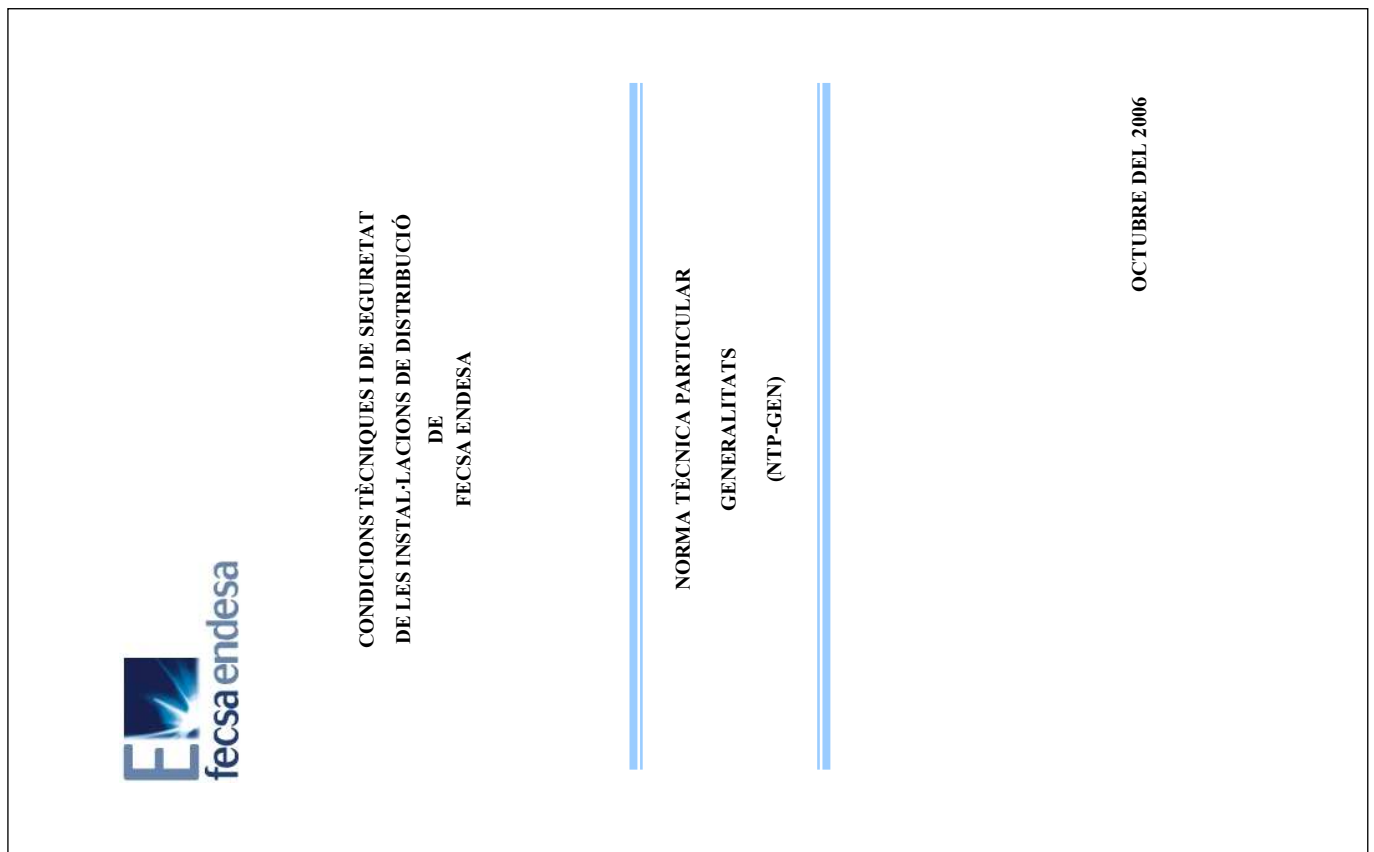 fecsa endesa
CONDICIONS TÈCNIQUES I DE SEGURETAT
DE LES INSTAL·LACIONS DE DISTRIBUCIÓ
DE
FECSA ENDESA
NORMA TÈCNICA PARTICULAR
GENERALITATS
(NTP-GEN)
OCTUBRE DEL 2006